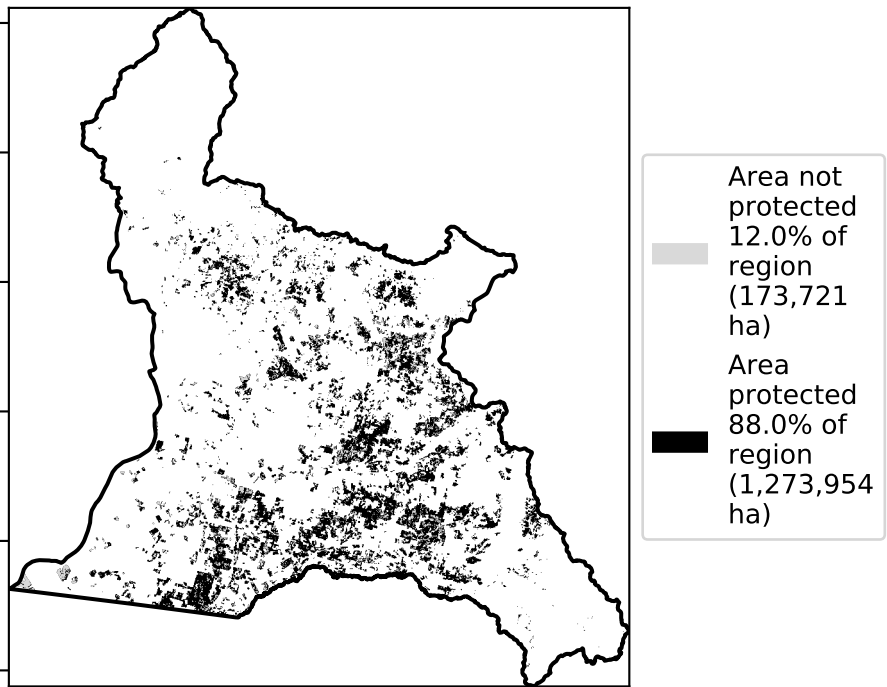 Area not
protected
12.0% of
region
(173,721
ha)
Area
protected
88.0% of
region
(1,273,954
ha)